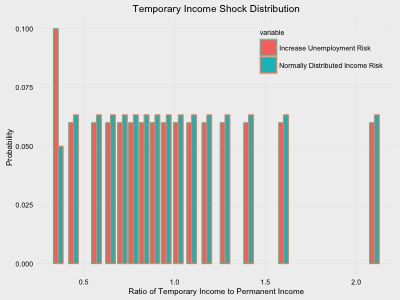 Temporary Income Shock Distribution
variable
Increase Unemployment Risk
Normally Distributed Income Risk
Probability
0.100
0.075
0.050
0.025
0.000
0.5 1.0 1.5 2.0
Ratio of Temporary Income to Permanent Income